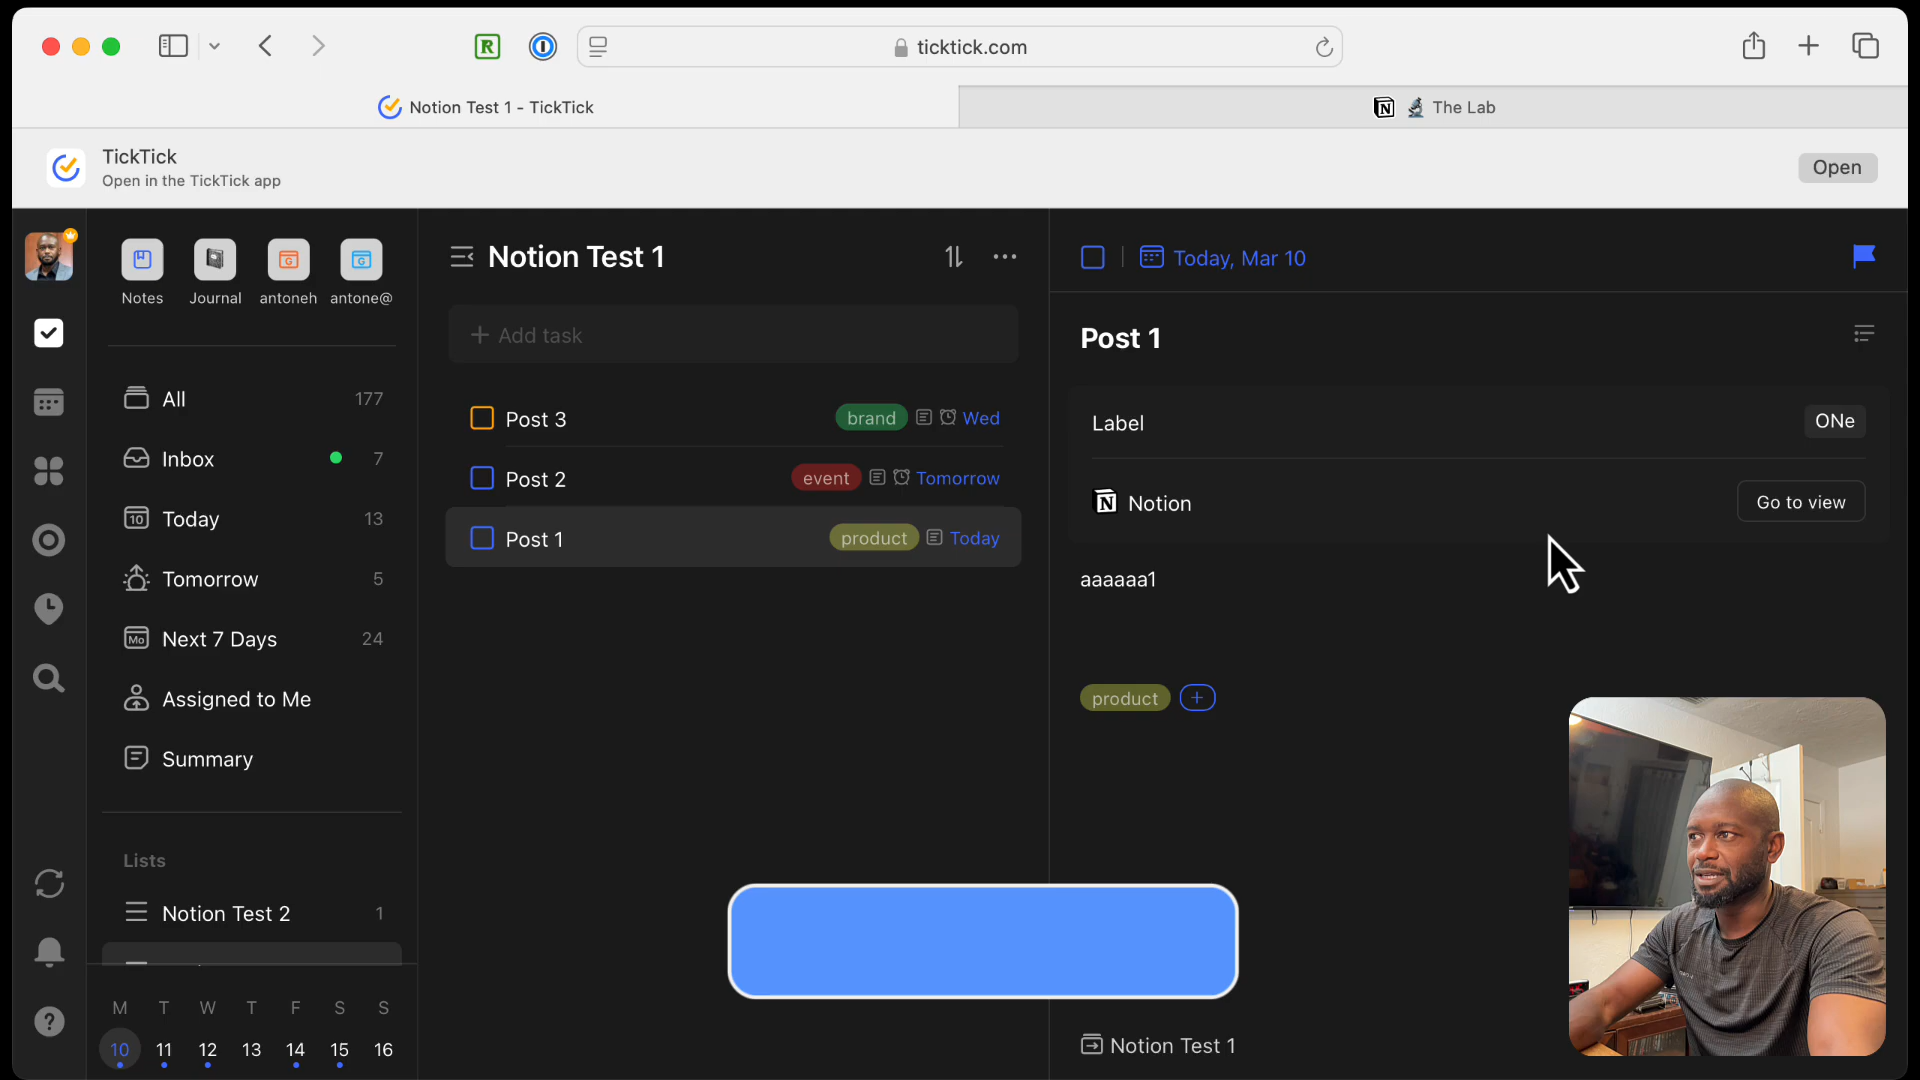 ticktick.com
Notion Test 1 - TickTick
The Lab
TickTick
Open in the TickTick app
Open
Notes
Journal
antoneh
antone@
All 177
Inbox 7
Today 13
Tomorrow 5
Next 7 Days 24
Assigned to Me
Summary
Lists
Notion Test 2 1
M T W T F S S
10 11 12 13 14 15 16
Notion Test 1
+ Add task
Post 3 brand Wed
Post 2 event Tomorrow
Post 1 product Today
Today, Mar 10
Post 1
Label ONe
Notion Go to view
aaaaaa1
product +
Notion Test 1